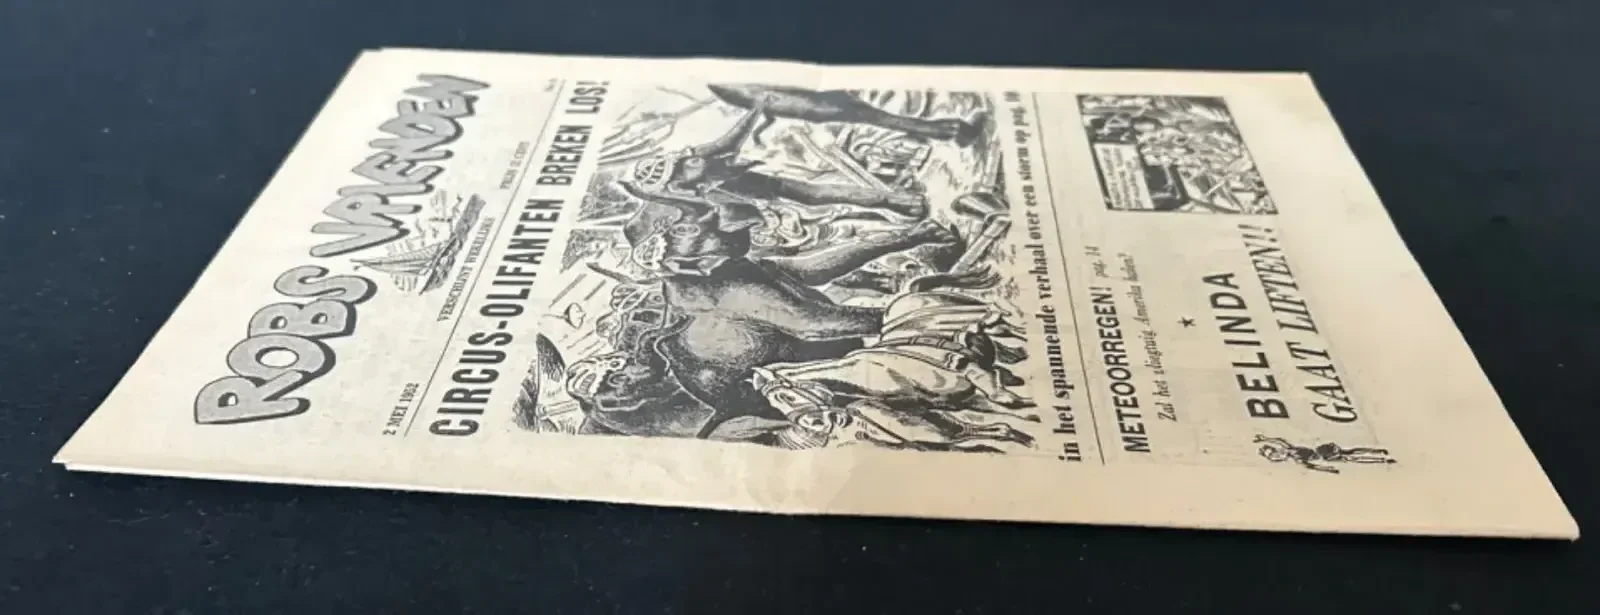 ROBS VRIENDEN
2 MEI 1952 VERSCHIJNT WEKELIJKS PRIJS
CIRCUS-OLIFANTEN BREKEN LOS!
in het spannende verhaal over een storm op pag. 10
METEOORREGEN! pag. 14
Zal het vliegtuig Amerika halen?
BELINDA
GAAT LIFTEN!!